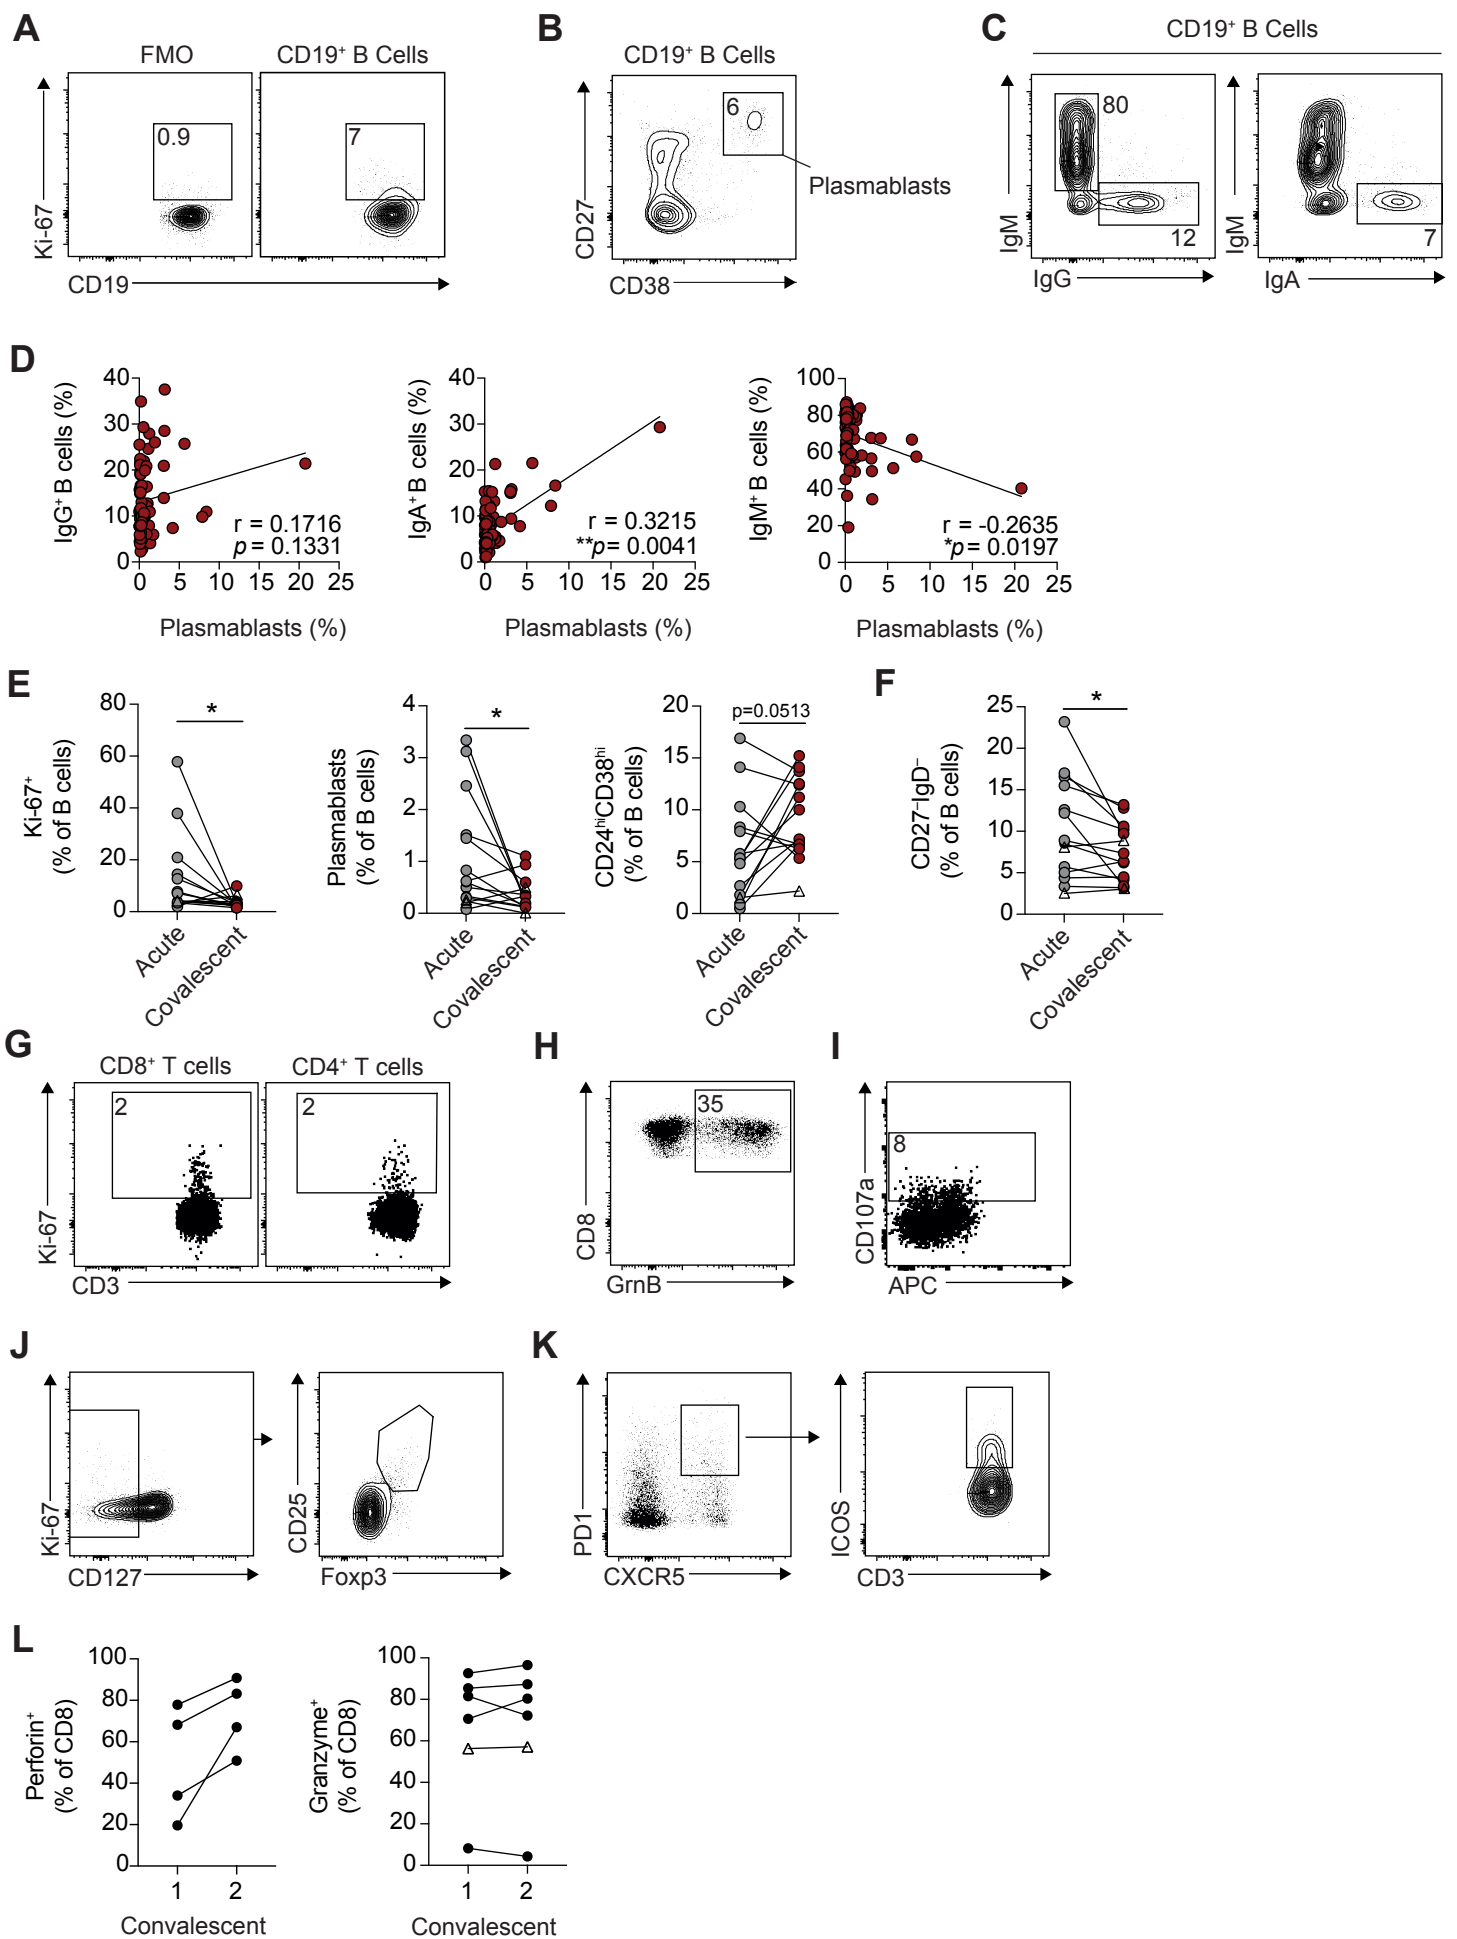 A
FMO
CD19⁺ B Cells
0.9
7
Ki-67
CD19
B
CD19⁺ B Cells
6
Plasmablasts
CD27
CD38
C
CD19⁺ B Cells
80
12
7
IgM
IgG
IgM
IgA
D
IgG⁺ B cells (%)
40
30
20
10
0
r = 0.1716
p = 0.1331
0 5 10 15 20 25
Plasmablasts (%)
IgA⁺ B cells (%)
40
30
20
10
0
r = 0.3215
**p = 0.0041
0 5 10 15 20 25
Plasmablasts (%)
IgM⁺ B cells (%)
100
80
60
40
20
0
r = -0.2635
*p = 0.0197
0 5 10 15 20 25
Plasmablasts (%)
E
Ki-67⁺
(% of B cells)
80
60
40
20
0
*
Acute
Covalescent
Plasmablasts
(% of B cells)
4
3
2
1
0
*
Acute
Covalescent
CD24ʰⁱCD38ʰⁱ
(% of B cells)
20
15
10
5
0
p=0.0513
Acute
Covalescent
F
CD27⁻IgD⁻
(% of B cells)
25
20
15
10
5
0
*
Acute
Covalescent
G
CD8⁺ T cells
CD4⁺ T cells
2
2
Ki-67
CD3
H
35
CD8
GrnB
I
8
CD107a
APC
J
Ki-67
CD127
CD25
Foxp3
K
PD1
CXCR5
ICOS
CD3
L
Perforin⁺
(% of CD8)
100
80
60
40
20
0
1 2
Convalescent
Granzyme⁺
(% of CD8)
100
80
60
40
20
0
1 2
Convalescent